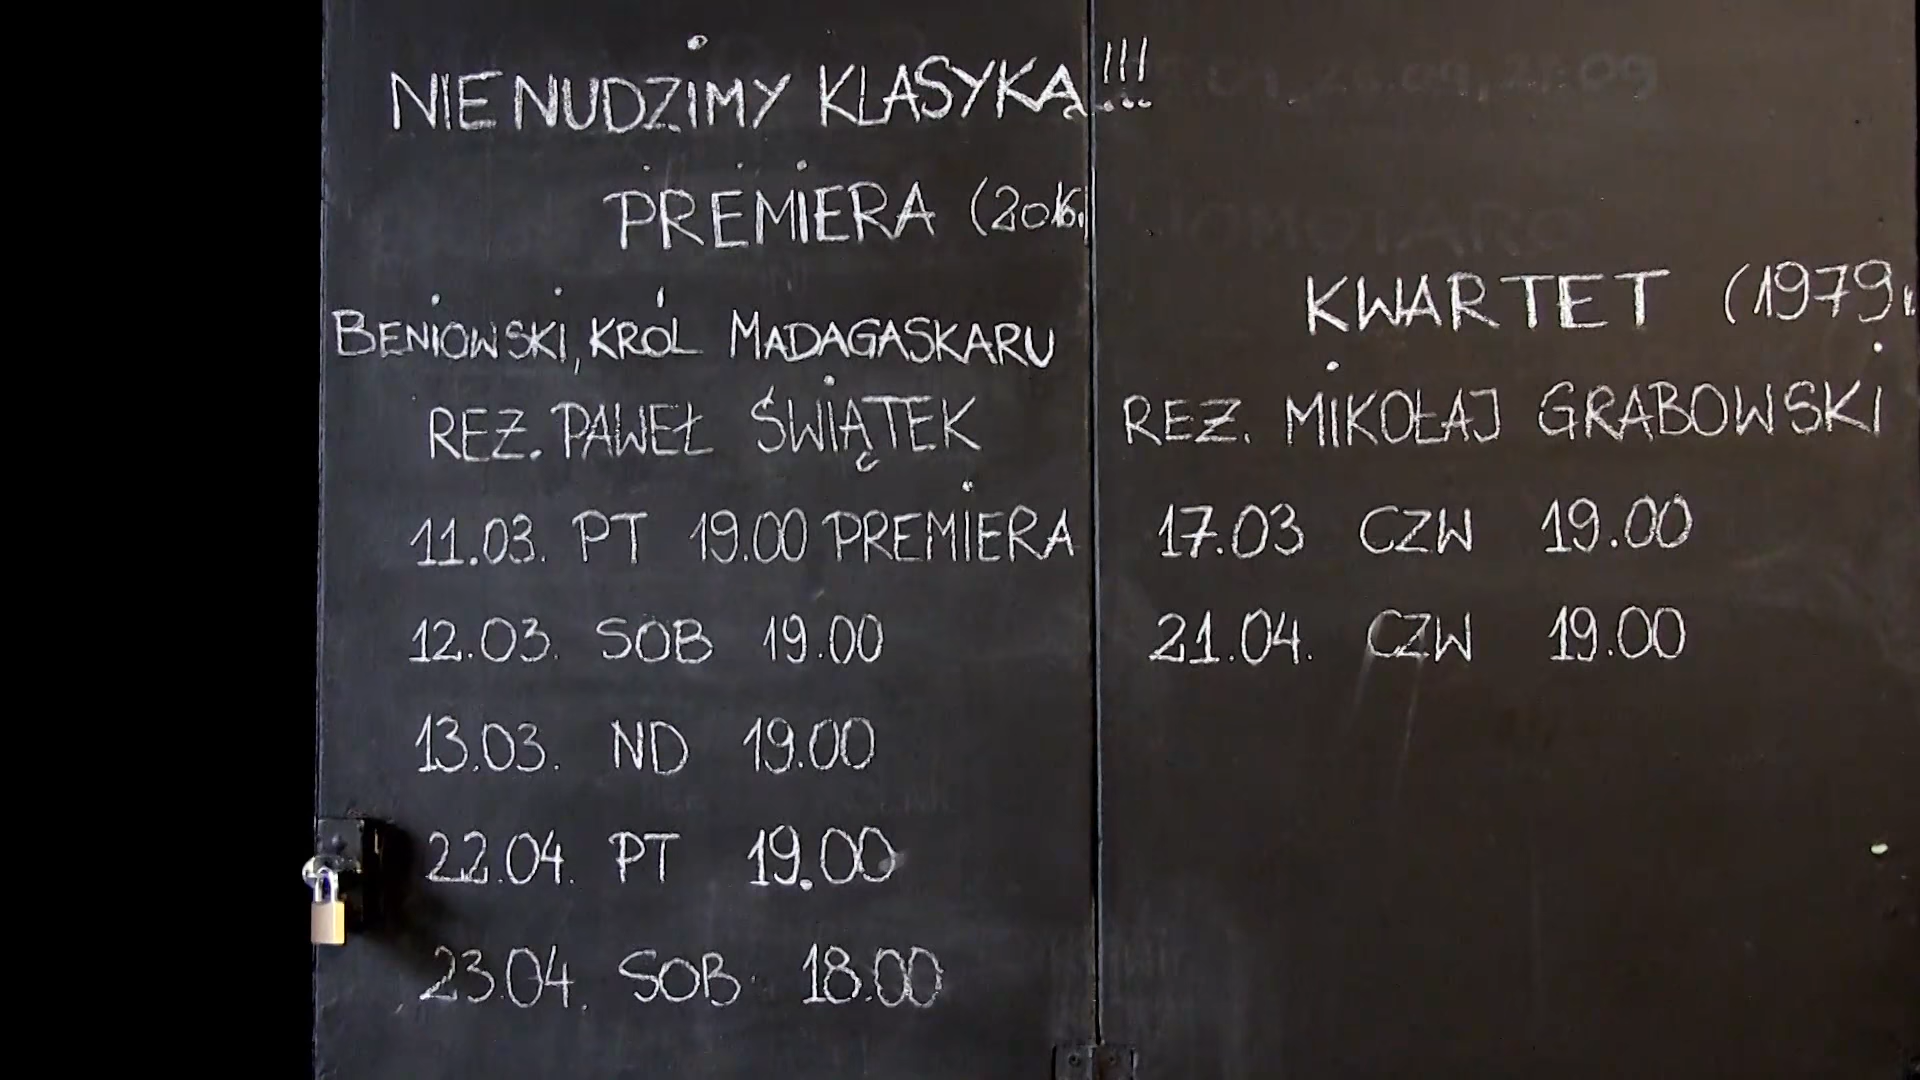 NIE NUDZIMY KLASYKĄ!!!
PREMIERA (2016r
BENIOWSKI, KRÓL MADAGASKARU
REŻ. PAWEŁ ŚWIĄTEK
11.03. PT 19.00 PREMIERA
12.03. SOB 19.00
13.03. ND 19.00
22.04. PT 19.00
23.04. SOB 18.00
KWARTET (1979r
REŻ. MIKOŁAJ GRABOWSKI
17.03 CZW 19.00
21.04. CZW 19.00